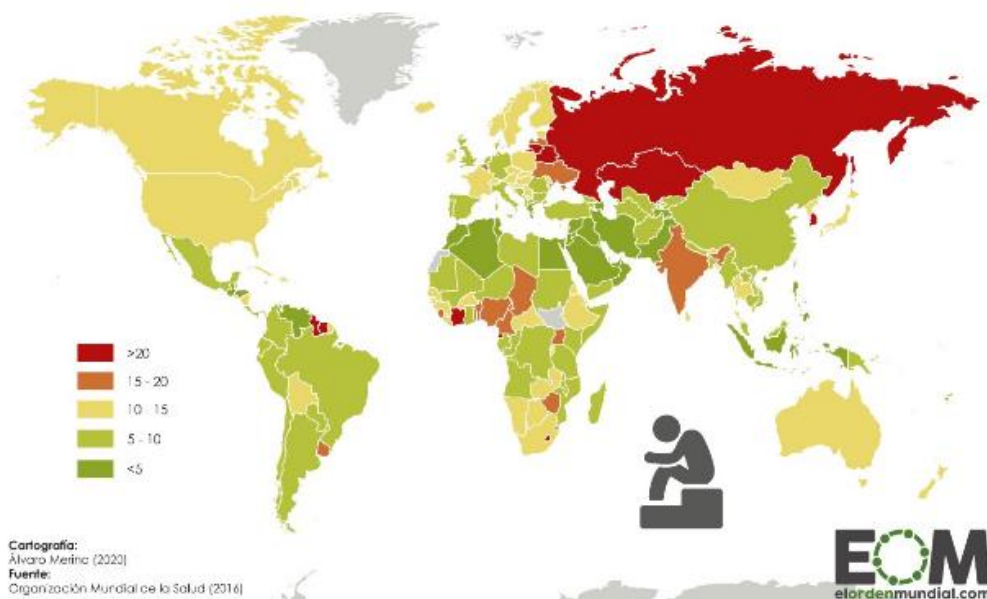 >20
15 - 20
10 - 15
5 - 10
<5
Cartografía:
Álvaro Merino (2020)
Fuente:
Organización Mundial de la Salud (2016)
EOM
elordenmundial.com